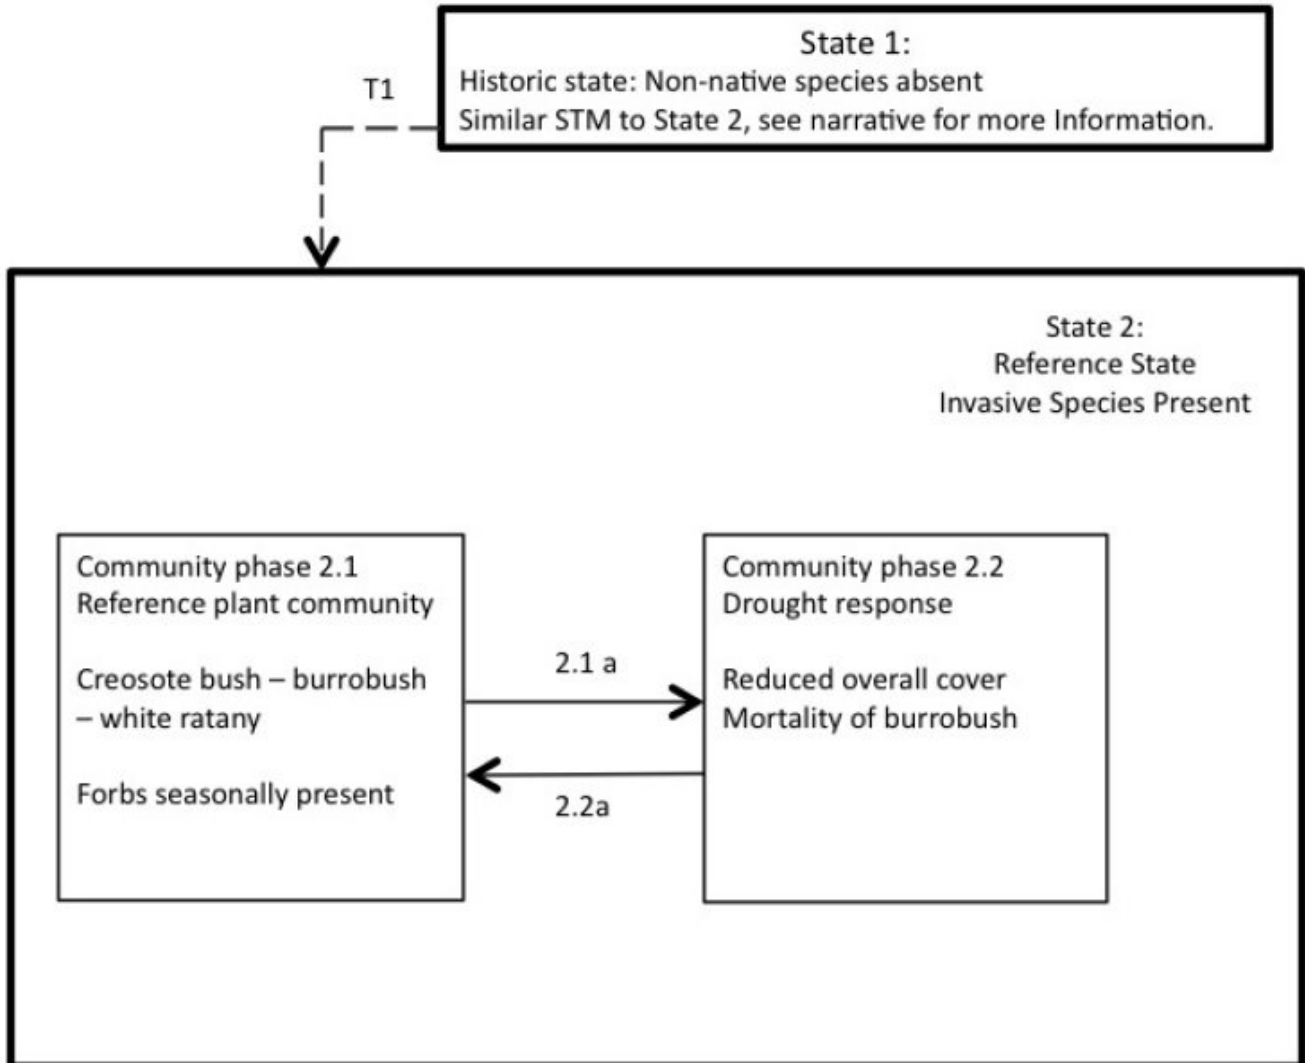 State 1:
Historic state: Non-native species absent
Similar STM to State 2, see narrative for more Information.
T1
State 2:
Reference State
Invasive Species Present
Community phase 2.1
Reference plant community
Creosote bush – burrobush
– white ratany
Forbs seasonally present
2.1 a
2.2a
Community phase 2.2
Drought response
Reduced overall cover
Mortality of burrobush